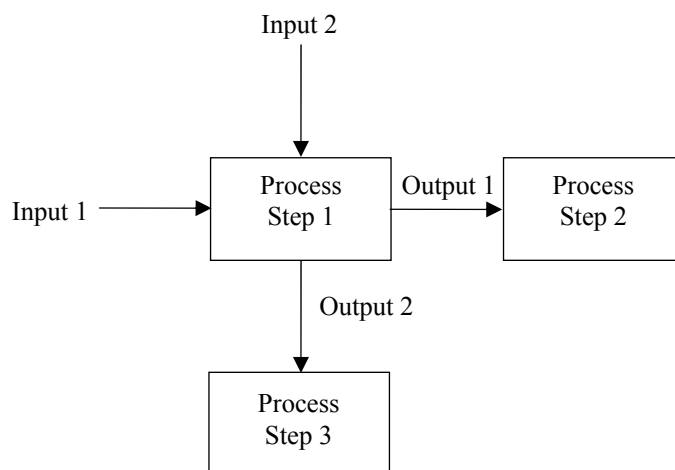 Input 2
Process
Step 1
Output 1
Process
Step 2
Input 1
Output 2
Process
Step 3